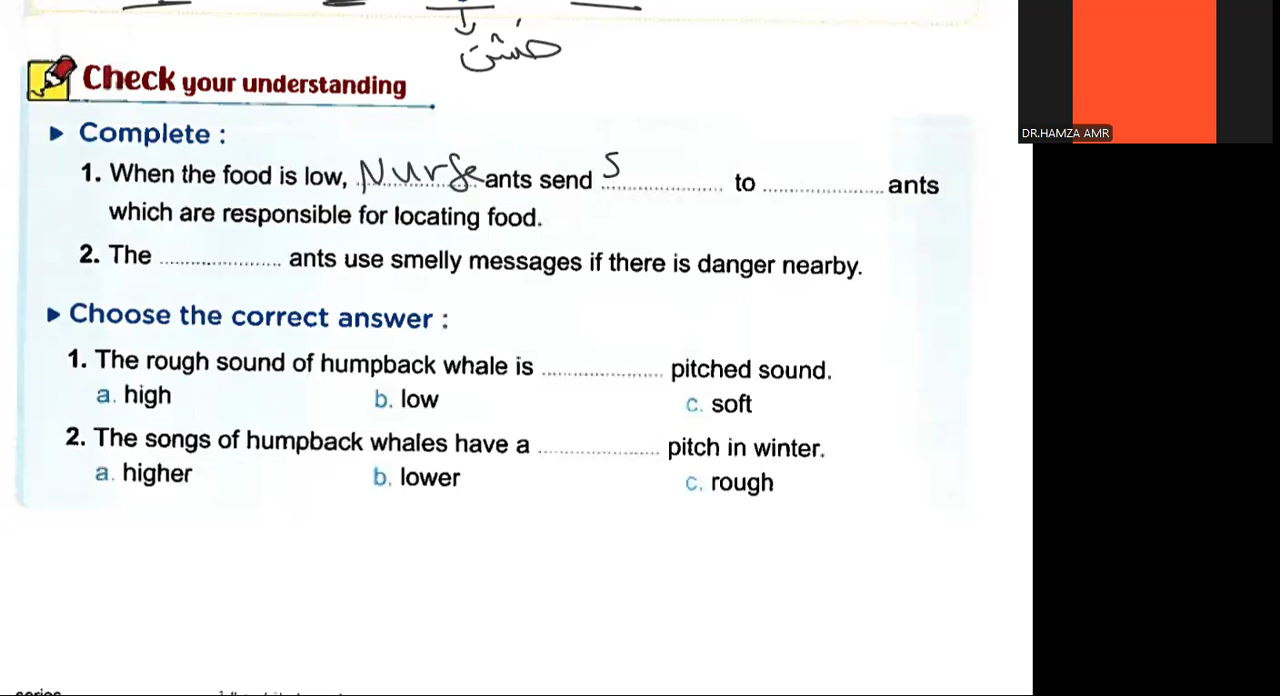 خشن
DR.HAMZA AMR
Check your understanding
Complete :
1. When the food is low, Nurse ants send S.................... to .................... ants
which are responsible for locating food.
2. The .................... ants use smelly messages if there is danger nearby.
Choose the correct answer :
1. The rough sound of humpback whale is .................... pitched sound.
a. high b. low c. soft
2. The songs of humpback whales have a .................... pitch in winter.
a. higher b. lower c. rough